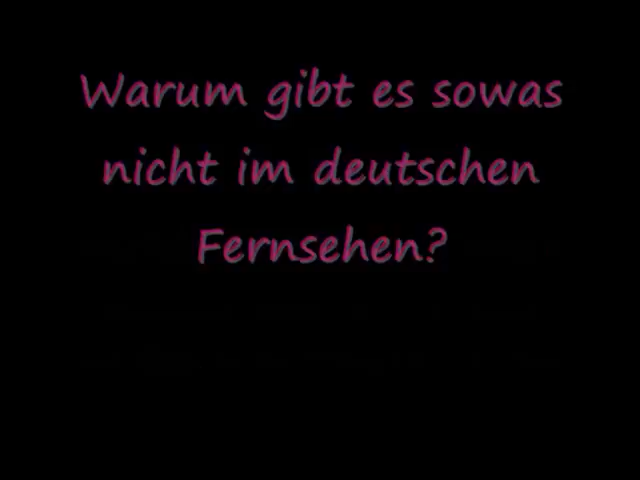 Warum gibt es sowas
nicht im deutschen
Fernsehen?